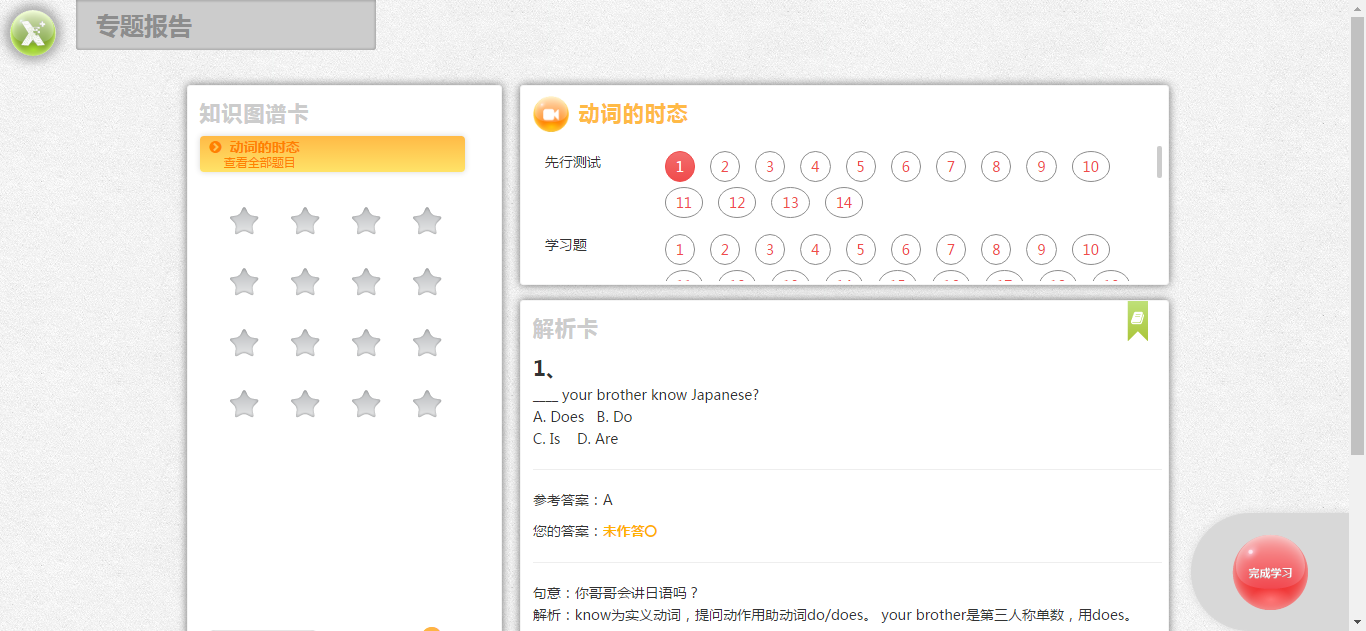 专题报告
知识图谱卡
动词的时态
查看全部题目
动词的时态
先行测试
1 2 3 4 5 6 7 8 9 10
11 12 13 14
学习题
1 2 3 4 5 6 7 8 9 10
解析卡
1、
____ your brother know Japanese?
A. Does B. Do
C. Is D. Are
参考答案：A
您的答案：未作答〇
句意：你哥哥会讲日语吗？
解析：know为实义动词，提问动作用助动词do/does。 your brother是第三人称单数，用does。
完成学习